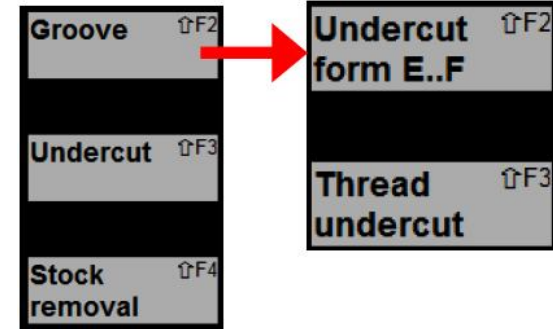 Groove ⇧F2
Undercut ⇧F3
Stock ⇧F4
removal
Undercut ⇧F2
form E..F
Thread ⇧F3
undercut